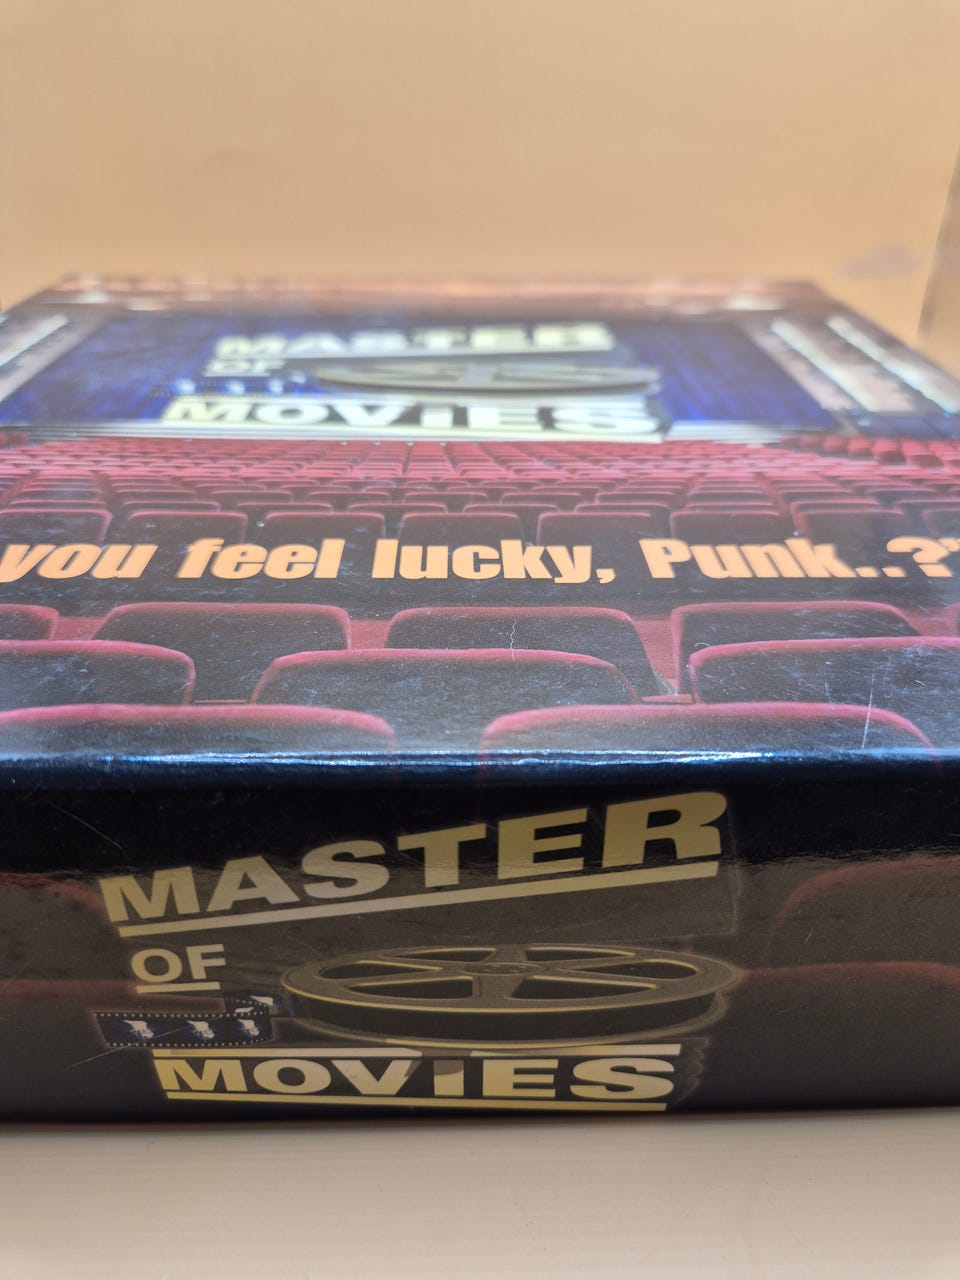 MASTER
OF
MOVIES
you feel lucky, Punk..?"
MASTER
OF
MOVIES